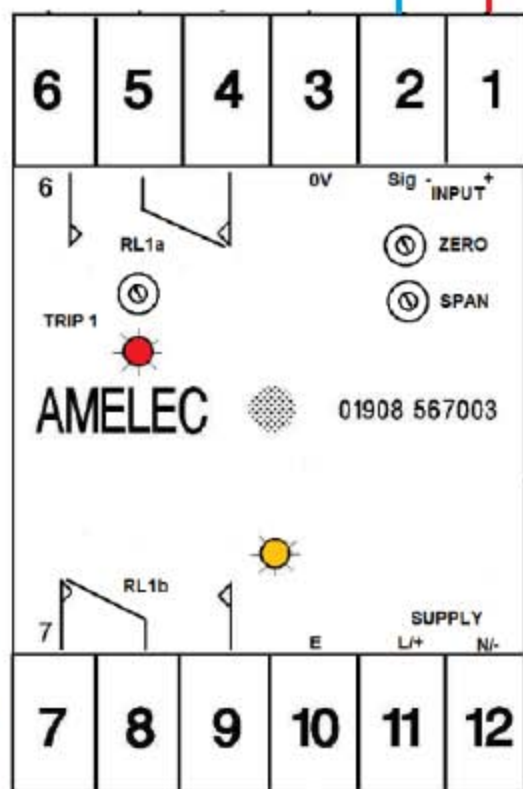 6 5 4 3 2 1
6 0V Sig - +
INPUT
RL1a ZERO
SPAN
TRIP 1
AMELEC 01908 567003
RL1b
SUPPLY
7 E L/+ N/-
7 8 9 10 11 12